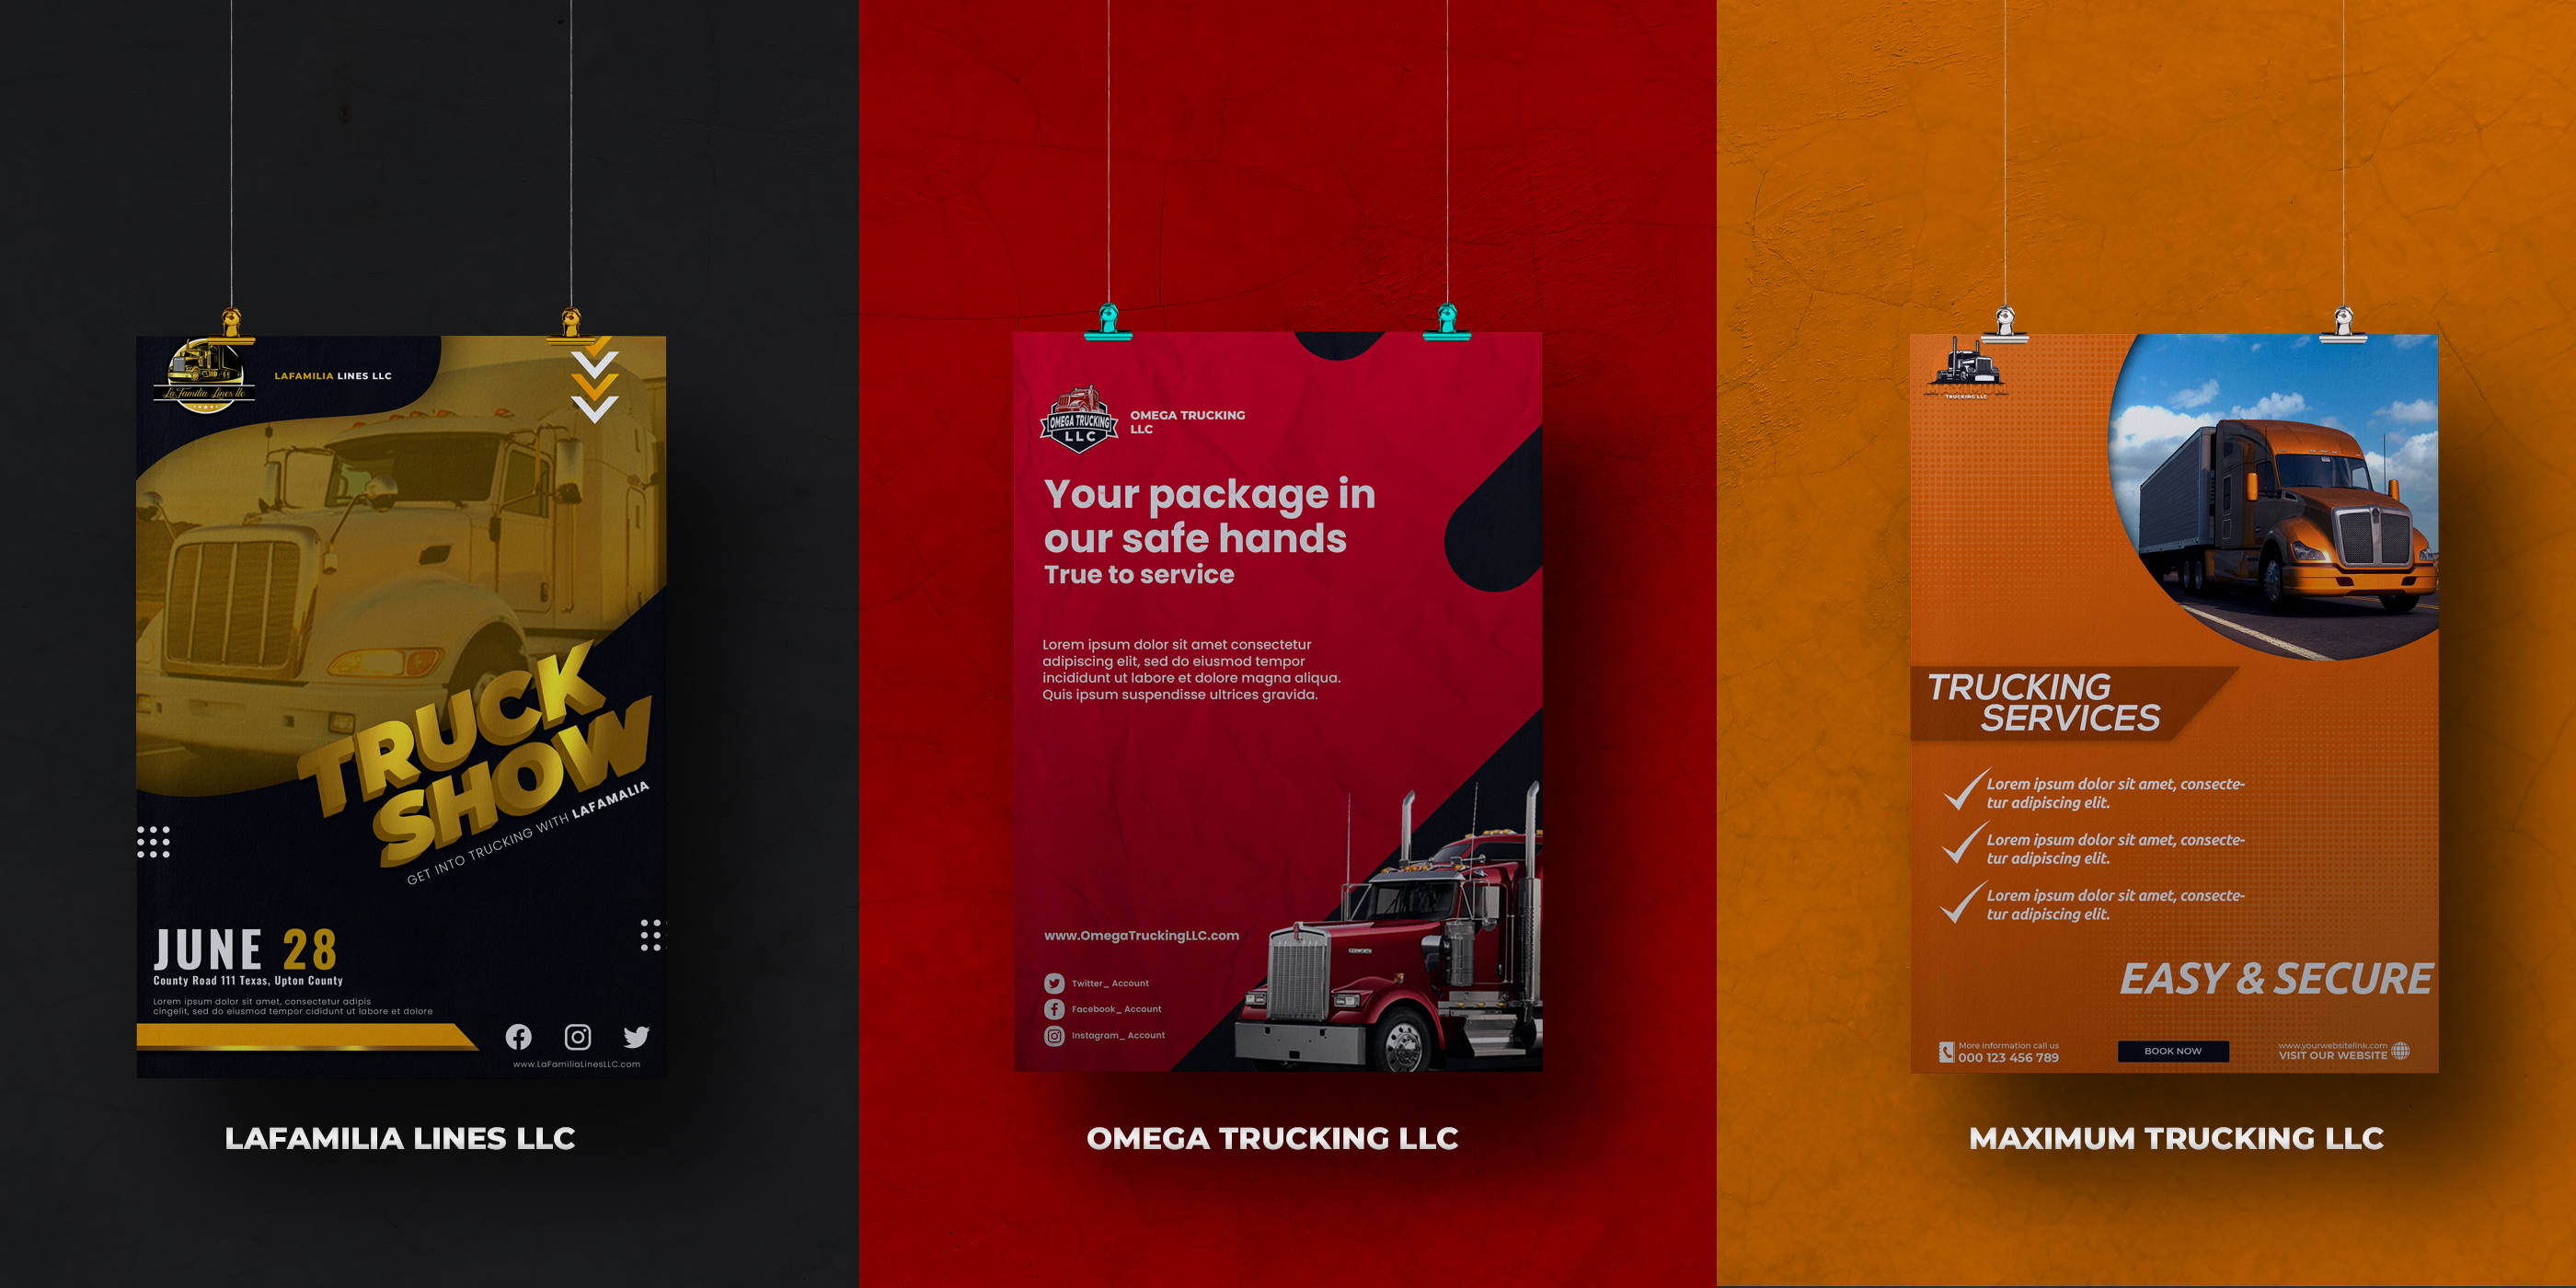 La Familia Lines llc
LAFAMILIA LINES LLC
TRUCK
SHOW
GET INTO TRUCKING WITH LAFAMALIA
JUNE 28
County Road 111 Texas, Upton County
Lorem ipsum dolor sit amet, consectetur adipis
cingelit, sed do eiusmod tempor cididunt ut labore et dolore
www.LaFamiliaLinesLLC.com
LAFAMILIA LINES LLC
OMEGA TRUCKING
LLC
OMEGA TRUCKING
LLC
Your package in
our safe hands
True to service
Lorem ipsum dolor sit amet consectetur
adipiscing elit, sed do eiusmod tempor
incididunt ut labore et dolore magna aliqua.
Quis ipsum suspendisse ultrices gravida.
www.OmegaTruckingLLC.com
Twitter_ Account
Facebook_ Account
Instagram_ Account
KENWORTH
OMEGA TRUCKING LLC
MAXIMUM
TRUCKING LLC
TRUCKING
SERVICES
Lorem ipsum dolor sit amet, consecte-
tur adipiscing elit.
Lorem ipsum dolor sit amet, consecte-
tur adipiscing elit.
Lorem ipsum dolor sit amet, consecte-
tur adipiscing elit.
EASY & SECURE
More information call us
000 123 456 789
BOOK NOW
www.yourwebsitelink.com
VISIT OUR WEBSITE
MAXIMUM TRUCKING LLC